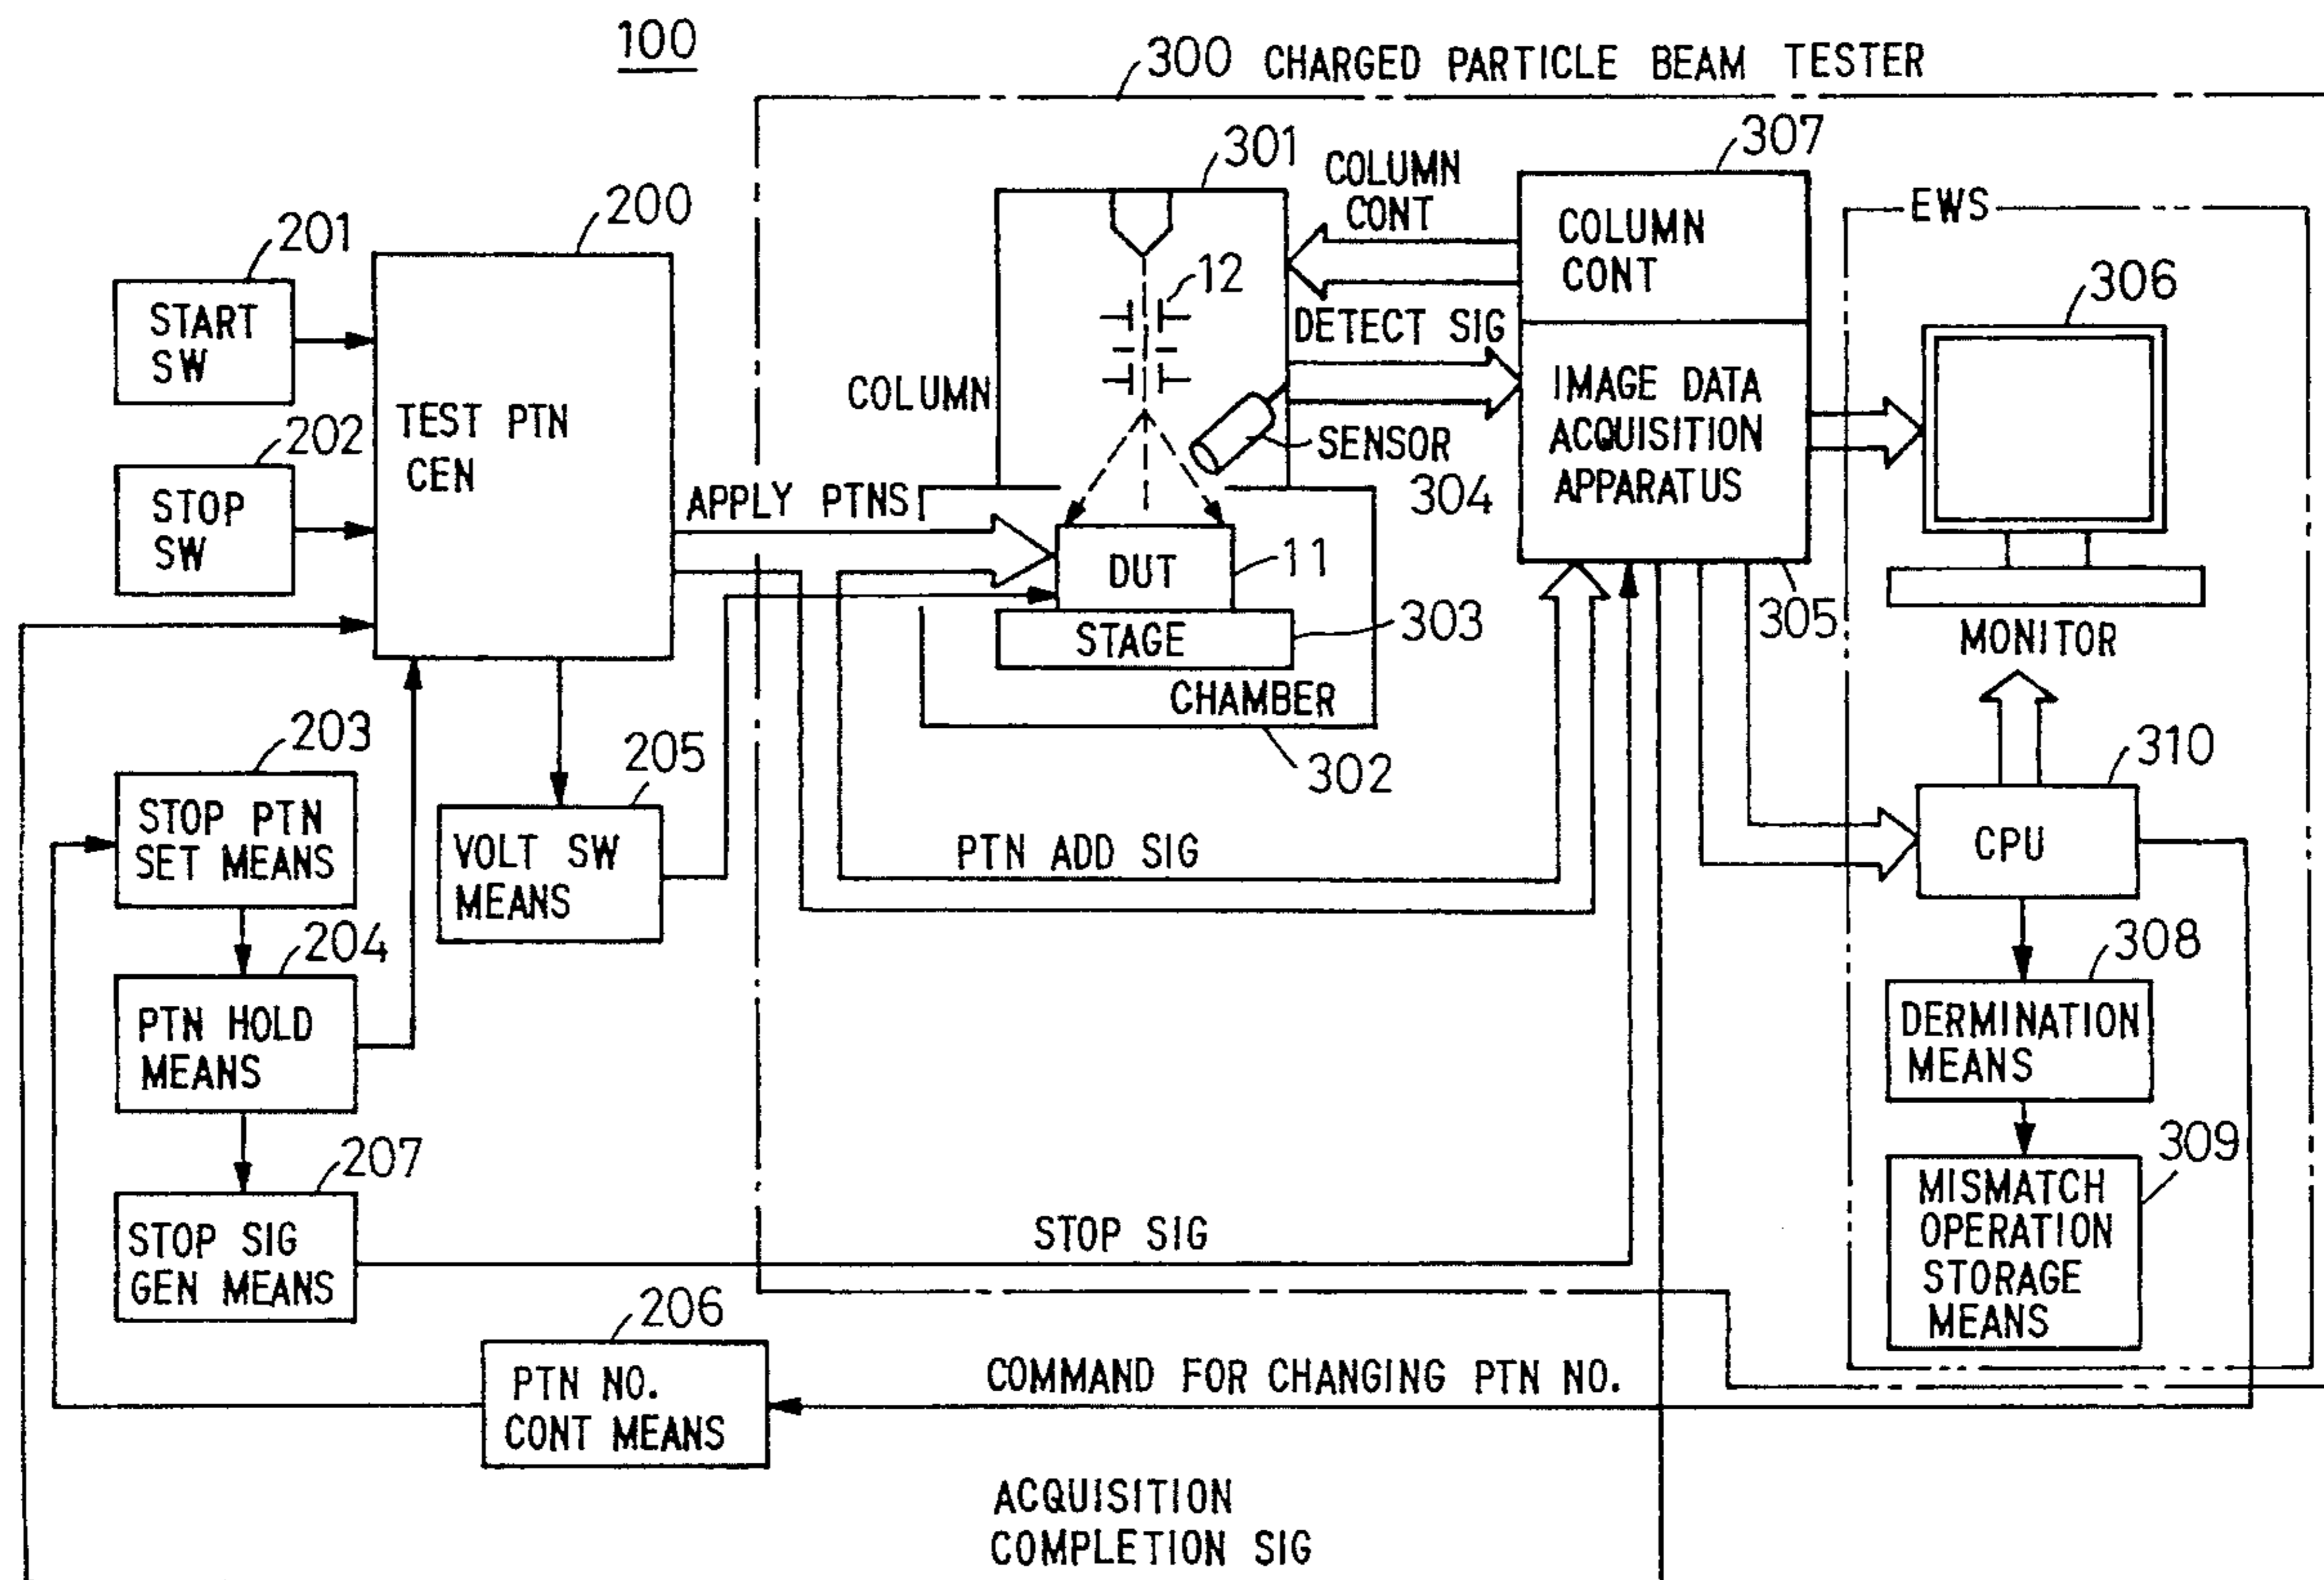 100
300 CHARGED PARTICLE BEAM TESTER
307
301
COLUMN
CONT
200
201
EWS
START
SW
COLUMN
CONT
12
306
DETECT SIG
TEST PTN
CEN
COLUMN
IMAGE DATA
ACQUISITION
APPARATUS
202
SENSOR
304
STOP
SW
APPLY PTNS
DUT
11
STAGE
303
305
MONITOR
CHAMBER
302
203
205
310
STOP PTN
SET MEANS
VOLT SW
MEANS
PTN ADD SIG
CPU
204
308
PTN HOLD
MEANS
DERMINATION
MEANS
207
309
STOP SIG
GEN MEANS
STOP SIG
MISMATCH
OPERATION
STORAGE
MEANS
206
PTN NO.
CONT MEANS
COMMAND FOR CHANGING PTN NO.
ACQUISITION
COMPLETION SIG